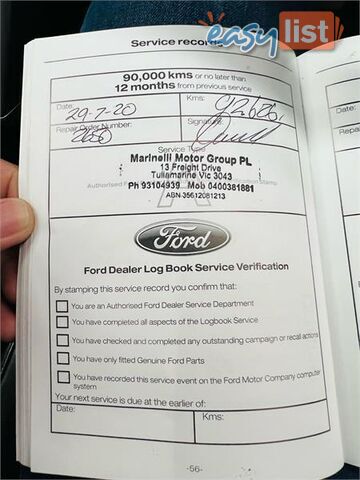 easylist
Service records
90,000 kms or no later than
12 months from previous service
Date: 29-7-20
Kms: 92686
Repair Order Number:
Signature:
Service Type
Marinelli Motor Group PL
13 Freight Drive
Tullamarine Vic 3043
Ph 93104939 Mob 0400381881
ABN 35612081213
Ford
Ford Dealer Log Book Service Verification
By stamping this service record you confirm that:
You are an Authorised Ford Dealer Service Department
You have completed all aspects of the Logbook Service
You have checked and completed any outstanding campaign or recall actions
You have only fitted Genuine Ford Parts
You have recorded this service event on the Ford Motor Company computer
system
Your next service is due at the earlier of:
Date:
Kms:
-56-